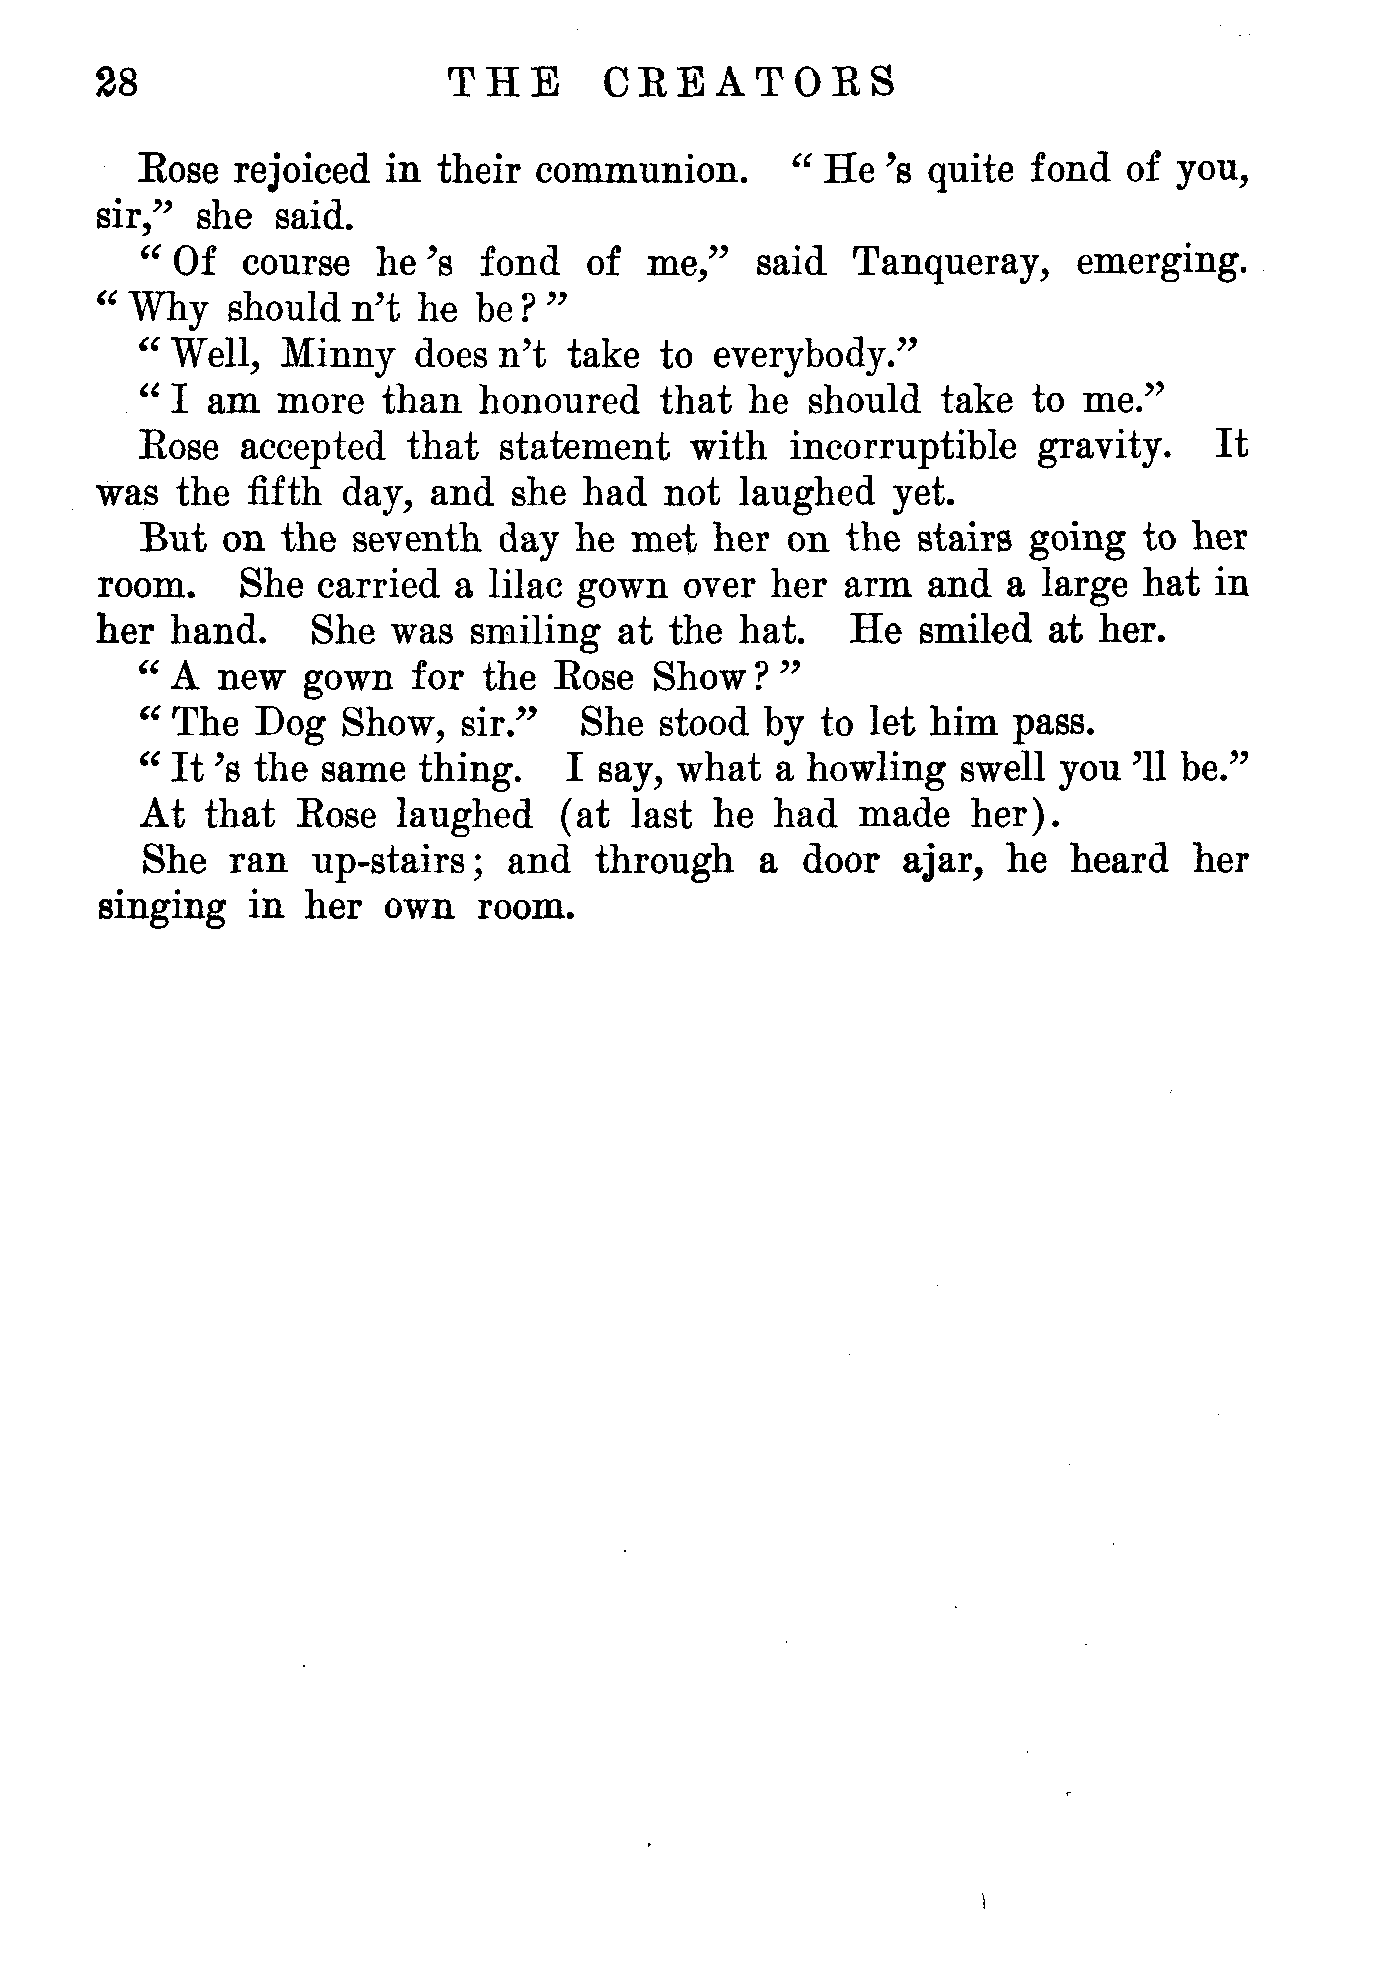 28 THE CREATORS
Rose rejoiced in their communion. “ He ’s quite fond of you,
sir,” she said.
“ Of course he ’s fond of me,” said Tanqueray, emerging.
“ Why should n’t he be? ”
“ Well, Minny does n’t take to everybody.”
“ I am more than honoured that he should take to me.”
Rose accepted that statement with incorruptible gravity. It
was the fifth day, and she had not laughed yet.
But on the seventh day he met her on the stairs going to her
room. She carried a lilac gown over her arm and a large hat in
her hand. She was smiling at the hat. He smiled at her.
“ A new gown for the Rose Show? ”
“ The Dog Show, sir.” She stood by to let him pass.
“ It ’s the same thing. I say, what a howling swell you ’ll be.”
At that Rose laughed (at last he had made her).
She ran up-stairs; and through a door ajar, he heard her
singing in her own room.